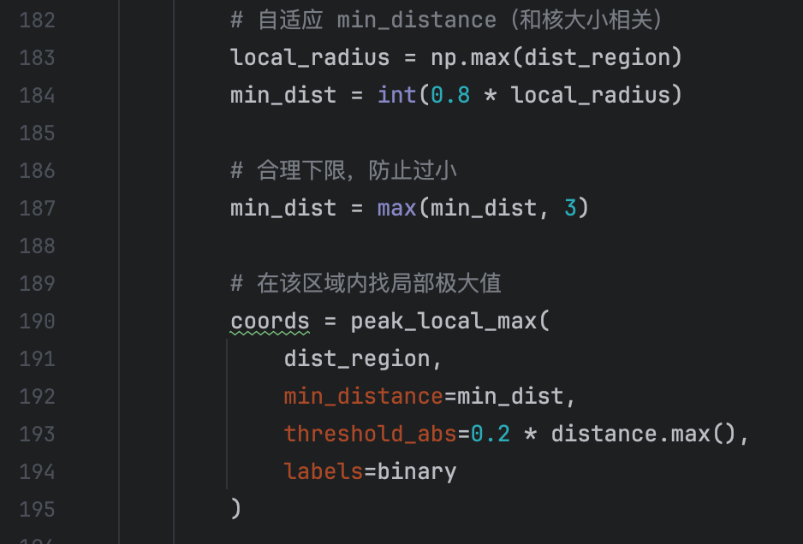 182 # 自适应 min_distance（和核大小相关）
183 local_radius = np.max(dist_region)
184 min_dist = int(0.8 * local_radius)
185
186 # 合理下限，防止过小
187 min_dist = max(min_dist, 3)
188
189 # 在该区域内找局部极大值
190 coords = peak_local_max(
191 dist_region,
192 min_distance=min_dist,
193 threshold_abs=0.2 * distance.max(),
194 labels=binary
195 )